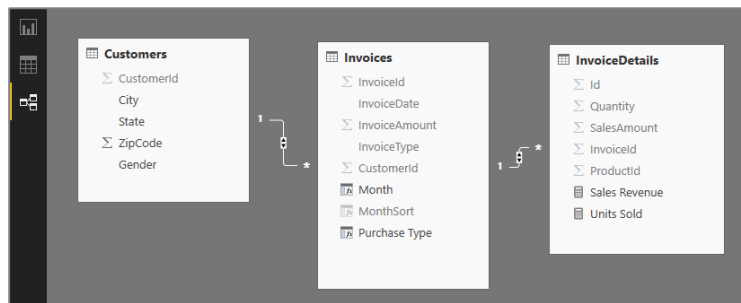 Customers
CustomerId
City
State
ZipCode
Gender
1
*
Invoices
InvoiceId
InvoiceDate
InvoiceAmount
InvoiceType
CustomerId
Month
MonthSort
Purchase Type
1
*
InvoiceDetails
Id
Quantity
SalesAmount
InvoiceId
ProductId
Sales Revenue
Units Sold